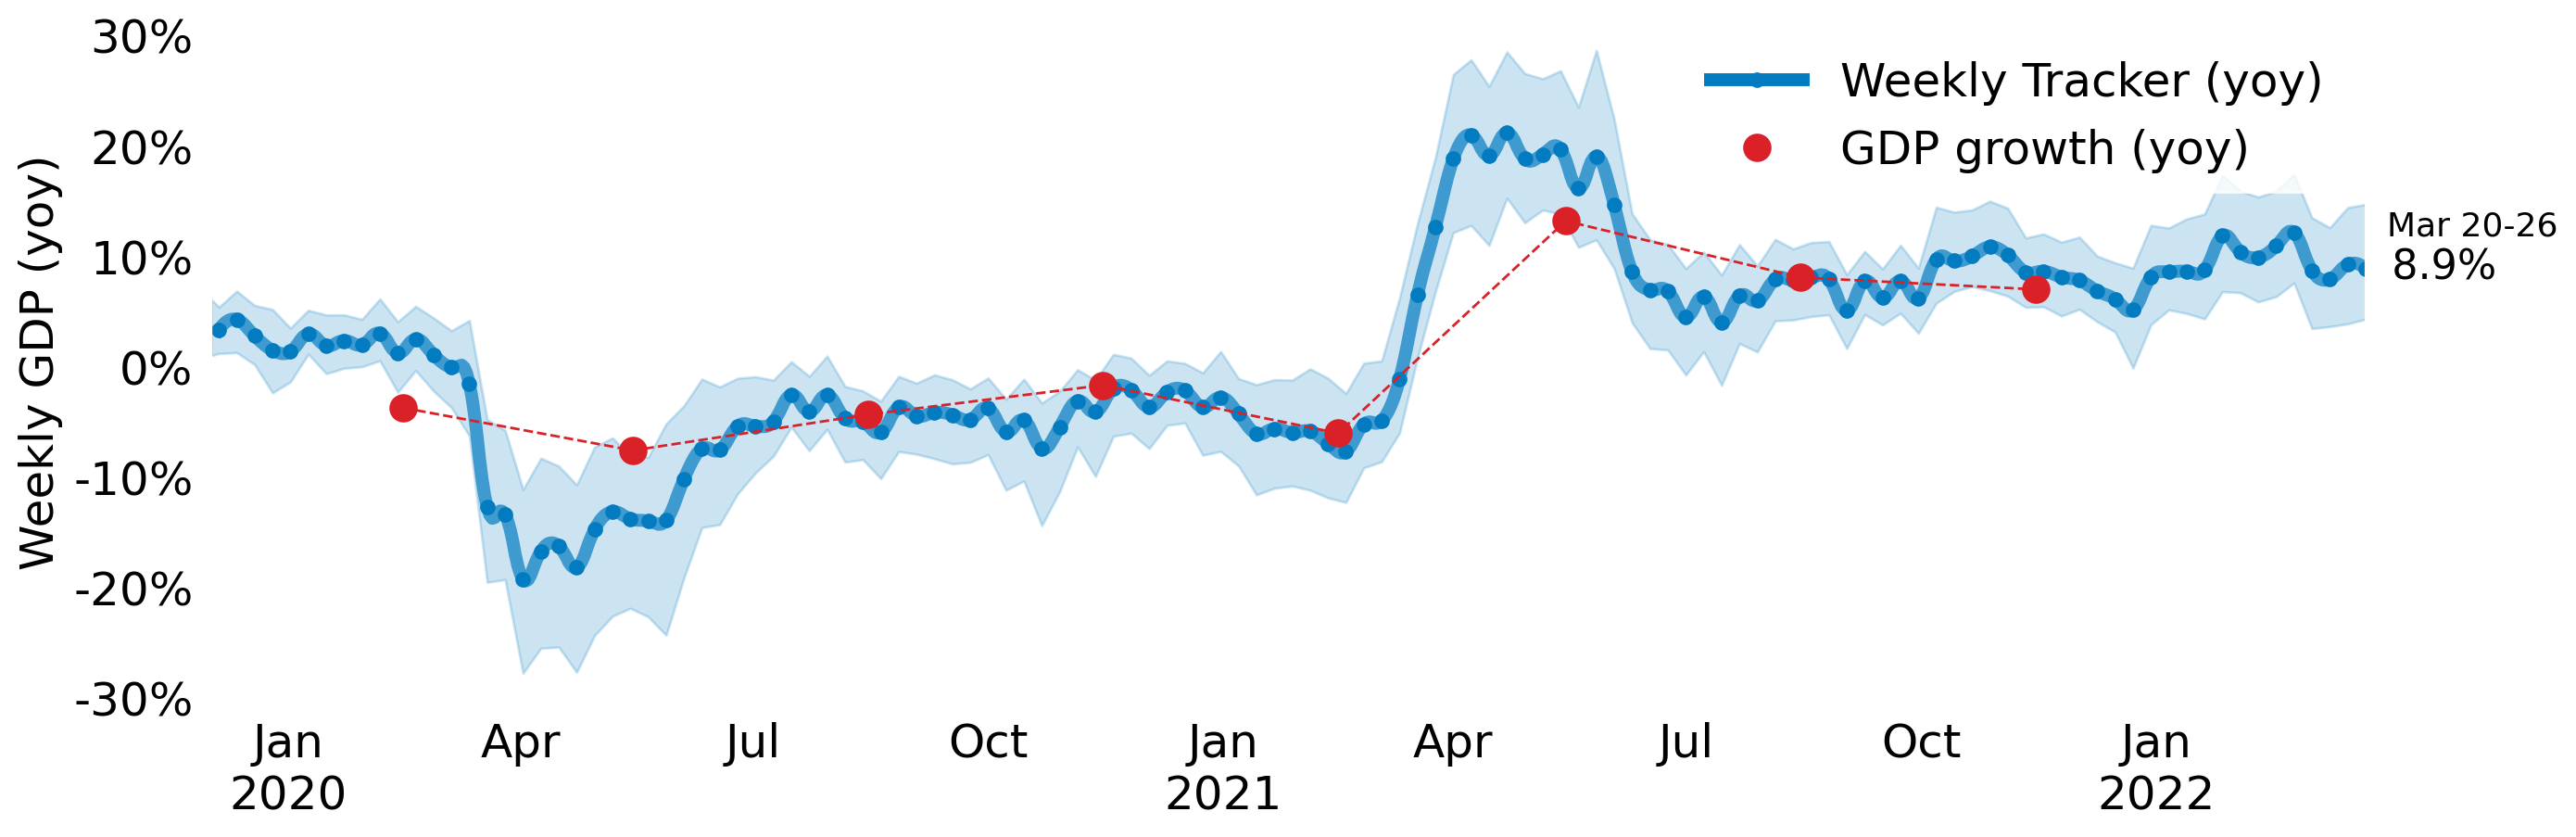 Weekly GDP (yoy)
30%
20%
10%
0%
-10%
-20%
-30%
Weekly Tracker (yoy)
GDP growth (yoy)
Mar 20-26
8.9%
Jan Apr Jul Oct Jan Apr Jul Oct Jan
2020 2021 2022